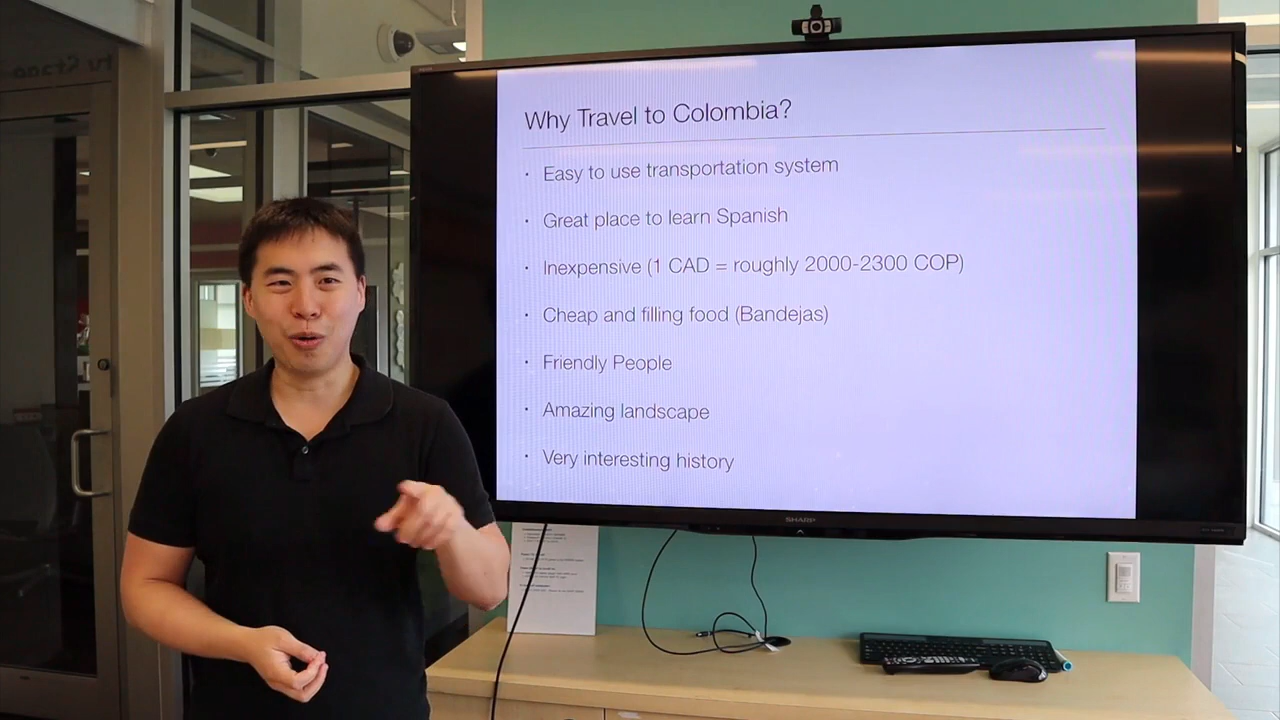 Why Travel to Colombia?
· Easy to use transportation system
· Great place to learn Spanish
· Inexpensive (1 CAD = roughly 2000-2300 COP)
· Cheap and filling food (Bandejas)
· Friendly People
· Amazing landscape
· Very interesting history
SHARP